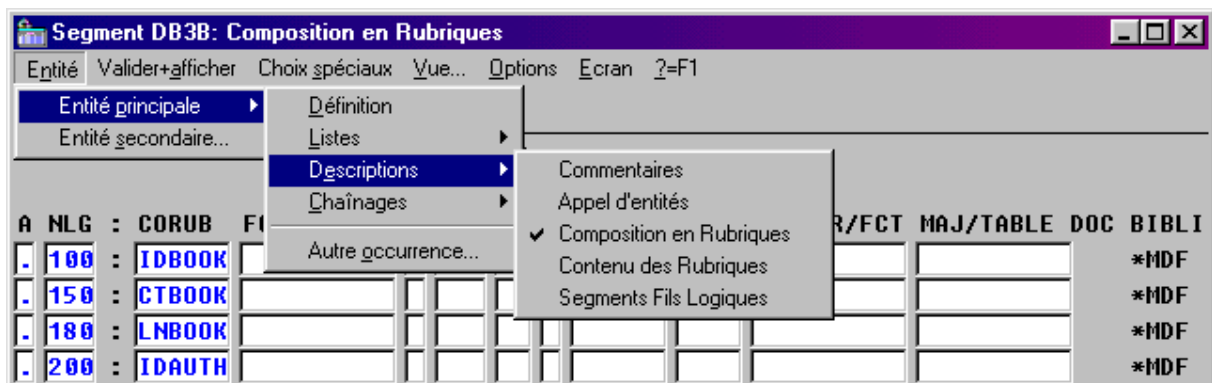 Segment DB3B: Composition en Rubriques
Entité Valider+afficher Choix spéciaux Vue... Options Ecran ?=F1
Entité principale
Entité secondaire...
Définition
Listes
Descriptions
Chaînages
Autre occurrence...
Commentaires
Appel d'entités
Composition en Rubriques
Contenu des Rubriques
Segments Fils Logiques
A NLG : CORUB R/FCT MAJ/TABLE DOC BIBLI
. 100 : IDBOOK *MDF
. 150 : CTBOOK *MDF
. 180 : LNBOOK *MDF
. 200 : IDAUTH *MDF